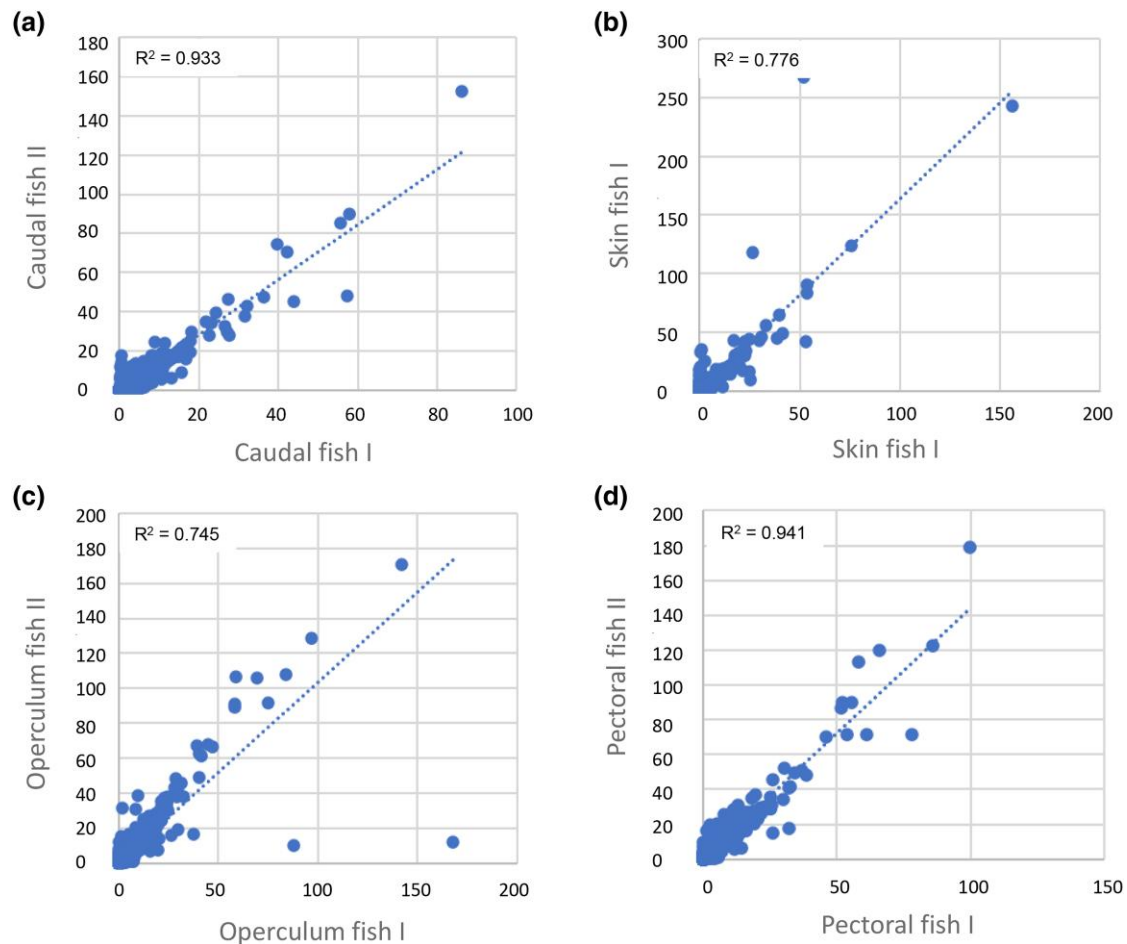 (a)
R² = 0.933
180
160
140
120
100
80
60
40
20
0
0 20 40 60 80 100
Caudal fish II
Caudal fish I
(b)
R² = 0.776
300
250
200
150
100
50
0
0 50 100 150 200
Skin fish I
Skin fish I
(c)
R² = 0.745
200
180
160
140
120
100
80
60
40
20
0
0 50 100 150 200
Operculum fish II
Operculum fish I
(d)
R² = 0.941
200
180
160
140
120
100
80
60
40
20
0
0 50 100 150
Pectoral fish II
Pectoral fish I